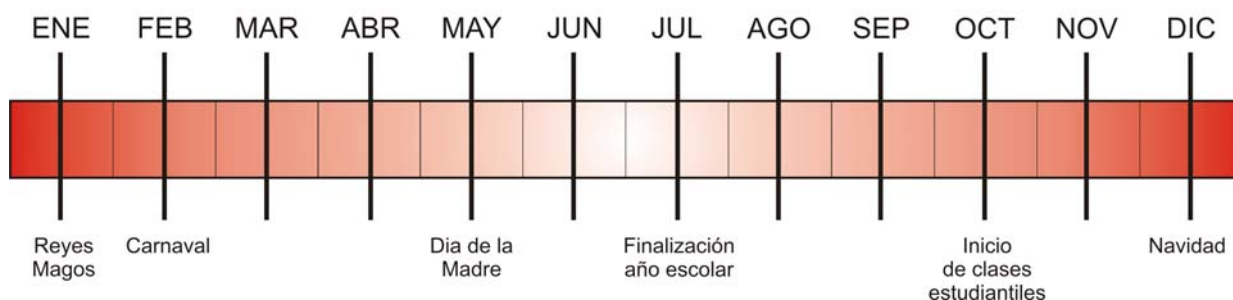 ENE FEB MAR ABR MAY JUN JUL AGO SEP OCT NOV DIC
Reyes
Magos
Carnaval
Dia de la
Madre
Finalización
año escolar
Inicio
de clases
estudiantiles
Navidad